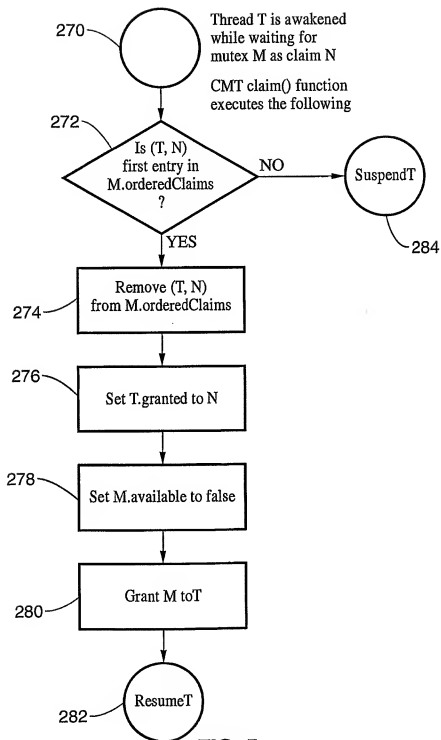 270
Thread T is awakened
while waiting for
mutex M as claim N
CMT claim() function
executes the following
272
Is (T, N)
first entry in
M.orderedClaims
?
NO
SuspendT
284
YES
274
Remove (T, N)
from M.orderedClaims
276
Set T.granted to N
278
Set M.available to false
280
Grant M toT
282
ResumeT